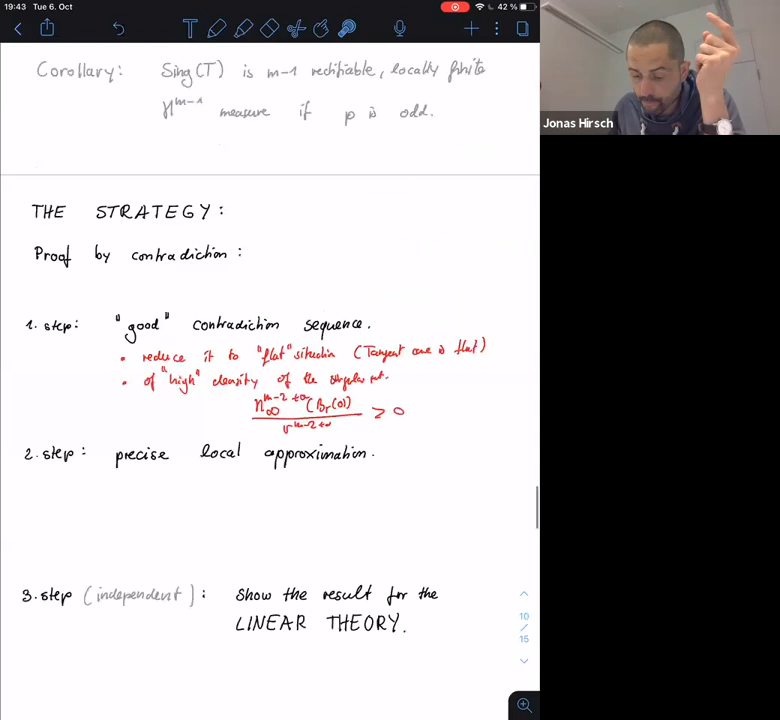 19:43 Tue 6. Oct
42 %
Corollary: Sing(T) is m-1 rectifiable, locally finite
H^{m-1} measure if p is odd.
Jonas Hirsch
THE STRATEGY:
Proof by contradiction:
1. step: "good" contradiction sequence.
• reduce it to "flat" situation (Tangent cone is flat)
• of "high" density of the singular set.
H_∞^{m-2+α} (B_r(0))
r^{m-2+α}
> 0
2. step: precise local approximation.
3. step (independent): Show the result for the
LINEAR THEORY.
10
/
15